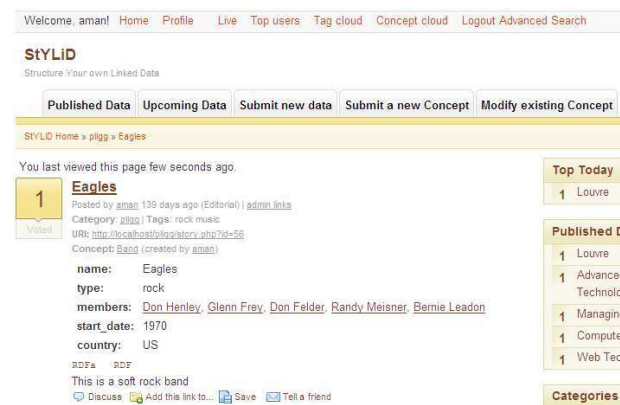 Welcome, aman! Home Profile Live Top users Tag cloud Concept cloud Logout Advanced Search
StYLiD
Structure Your own Linked Data
Published Data Upcoming Data Submit new data Submit a new Concept Modify existing Concept
StYLiD Home » pligg » Eagles
You last viewed this page few seconds ago.
1
Voted
Eagles
Posted by aman 139 days ago (Editorial) | admin links
Category: pligg | Tags: rock music
URI: http://localhost/pligg/story.php?id=56
Concept: Band (created by aman)
name: Eagles
type: rock
members: Don Henley, Glenn Frey, Don Felder, Randy Meisner, Bernie Leadon
start_date: 1970
country: US
RDFa RDF
This is a soft rock band
Discuss Add this link to... Save Tell a friend
Top Today
1 Louvre
Published D
1 Louvre
1 Advance
Technolo
1 Managin
1 Compute
1 Web Tec
Categories